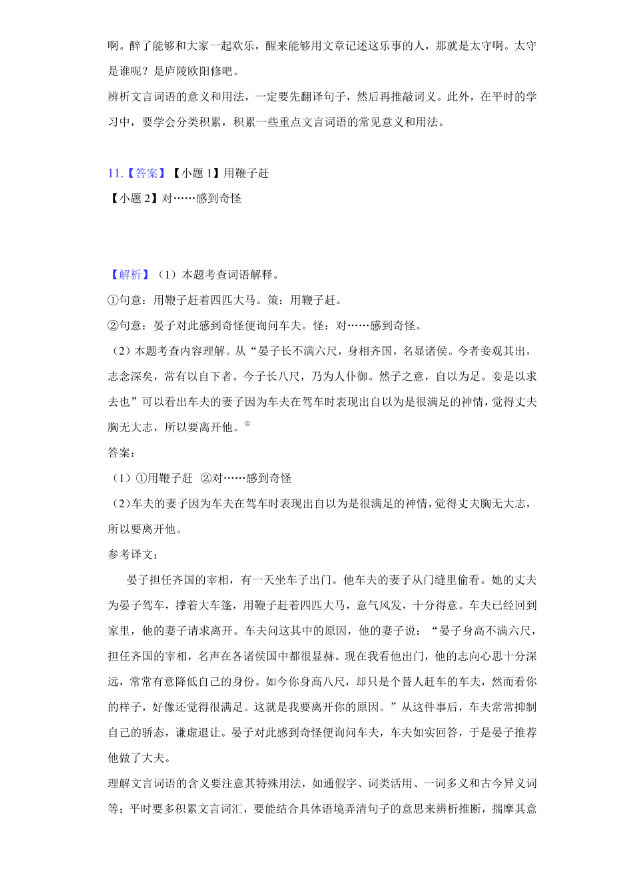 啊。醉了能够和大家一起欢乐，醒来能够用文章记述这乐事的人，那就是太守啊。太守
是谁呢？是庐陵欧阳修吧。
辨析文言词语的意义和用法，一定要先翻译句子，然后再推敲词义。此外，在平时的学
习中，要学会分类积累，积累一些重点文言词语的常见意义和用法。
11.【答案】【小题1】用鞭子赶
【小题2】对……感到奇怪
【解析】（1）本题考查词语解释。
①句意：用鞭子赶着四匹大马。策：用鞭子赶。
②句意：晏子对此感到奇怪便询问车夫。怪：对……感到奇怪。
（2）本题考查内容理解。从“晏子长不满六尺，身相齐国，名显诸侯。今者妾观其出，
志念深矣，常有以自下者。今子长八尺，乃为人仆御。然子之意，自以为足。妾是以求
去也”可以看出车夫的妻子因为车夫在驾车时表现出自以为是很满足的神情，觉得丈夫
胸无大志，所以要离开他。②
答案：
（1）①用鞭子赶 ②对……感到奇怪
（2）车夫的妻子因为车夫在驾车时表现出自以为是很满足的神情，觉得丈夫胸无大志，
所以要离开他。
参考译文：
晏子担任齐国的宰相，有一天坐车子出门。他车夫的妻子从门缝里偷看。她的丈夫
为晏子驾车，撑着大车篷，用鞭子赶着四匹大马，意气风发，十分得意。车夫已经回到
家里，他的妻子请求离开。车夫问这其中的原因，他的妻子说：“晏子身高不满六尺，
担任齐国的宰相，名声在各诸侯国中都很显赫。现在我看他出门，他的志向心思十分深
远，常常有意降低自己的身份。如今你身高八尺，却只是个替人赶车的车夫，然而看你
的样子，好像还觉得很满足。这就是我要离开你的原因。”从这件事后，车夫常常抑制
自己的骄态，谦虚退让。晏子对此感到奇怪便询问车夫，车夫如实回答，于是晏子推荐
他做了大夫。
理解文言词语的含义要注意其特殊用法，如通假字、词类活用、一词多义和古今异义词
等；平时要多积累文言词汇，要能结合具体语境弄清句子的意思来辨析推断，揣摩其意